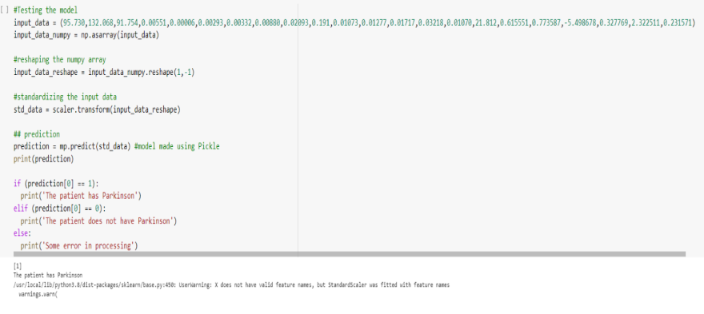 [ ] #Testing the model
input_data = (95.730,132.068,91.754,0.00551,0.00006,0.00293,0.00332,0.00880,0.02093,0.191,0.01073,0.01277,0.01717,0.03218,0.01070,21.812,0.615551,0.773587,-5.498678,0.327769,2.322511,0.231571)
input_data_numpy = np.asarray(input_data)
#reshaping the numpy array
input_data_reshape = input_data_numpy.reshape(1,-1)
#standardizing the input data
std_data = scaler.transform(input_data_reshape)
## prediction
prediction = mp.predict(std_data) #model made using Pickle
print(prediction)
if (prediction[0] == 1):
print('The patient has Parkinson')
elif (prediction[0] == 0):
print('The patient does not have Parkinson')
else:
print('Some error in processing')
[1]
The patient has Parkinson
/usr/local/lib/python3.8/dist-packages/sklearn/base.py:450: UserWarning: X does not have valid feature names, but StandardScaler was fitted with feature names
warnings.warn(